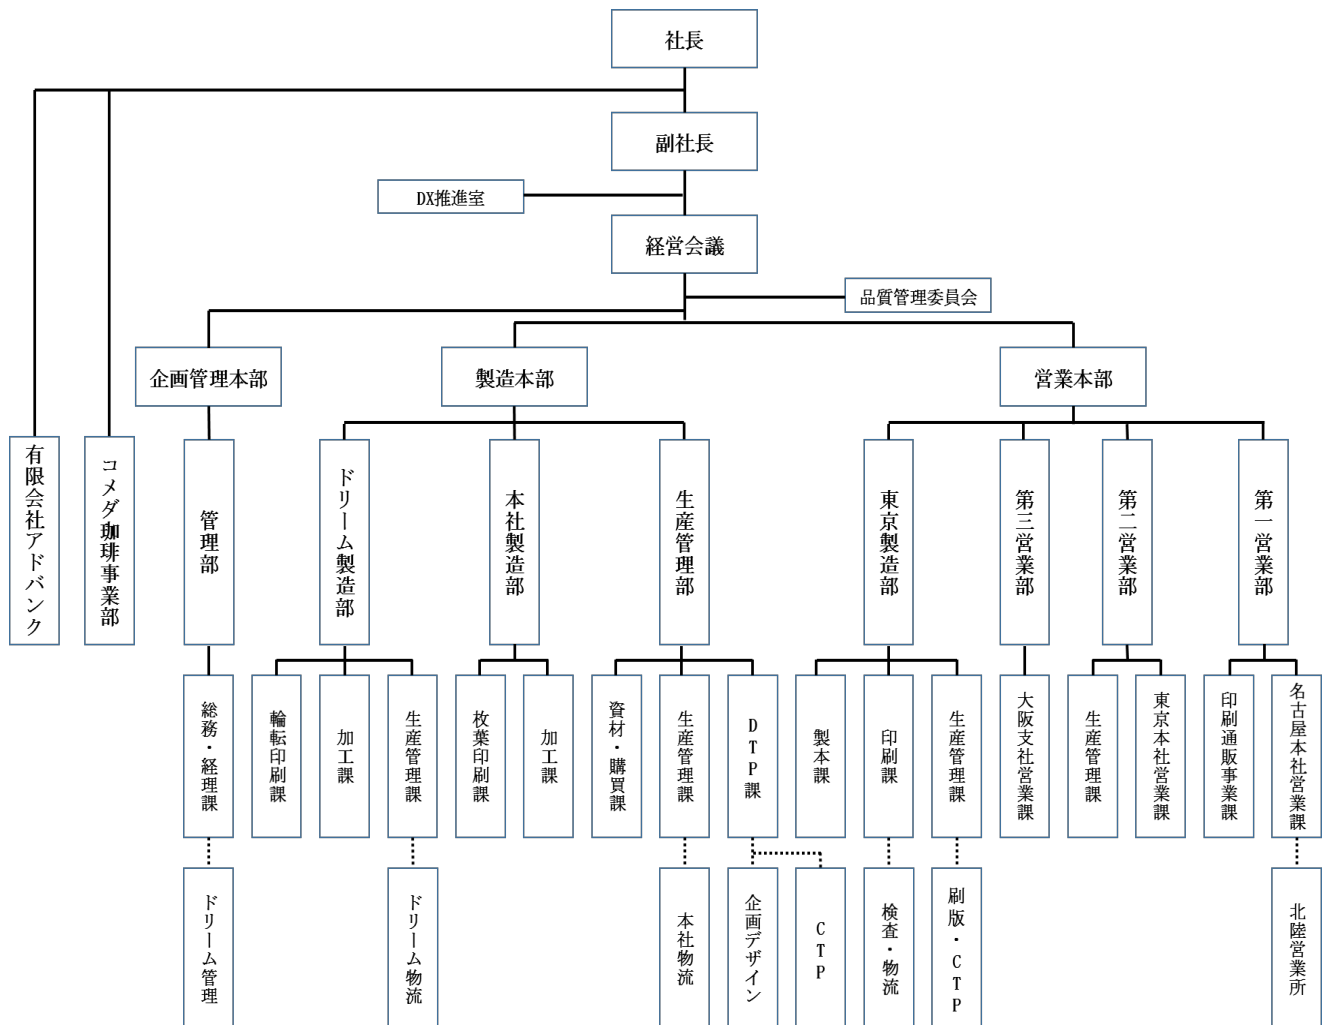 社長
副社長
DX推進室
経営会議
品質管理委員会
企画管理本部
製造本部
営業本部
有限会社アドバンク
コメダ珈琲事業部
管理部
ドリーム製造部
本社製造部
生産管理部
東京製造部
第三営業部
第二営業部
第一営業部
総務・経理課
輪転印刷課
加工課
生産管理課
枚葉印刷課
加工課
資材・購買課
生産管理課
DTP課
製本課
印刷課
生産管理課
大阪支社営業課
生産管理課
東京本社営業課
印刷通販事業課
名古屋本社営業課
ドリーム管理
ドリーム物流
本社物流
企画デザイン
CTP
検査・物流
刷版・CTP
北陸営業所